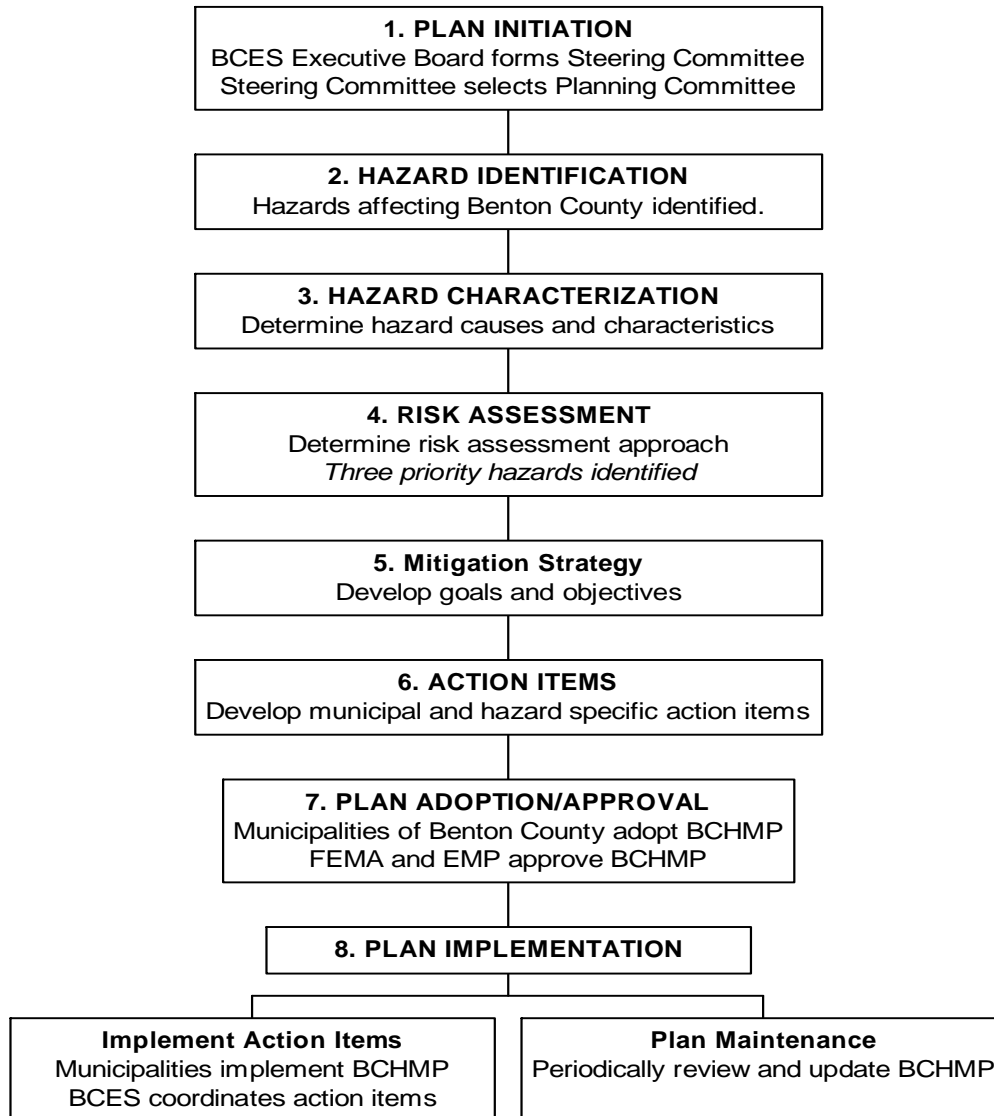 1. PLAN INITIATION
BCES Executive Board forms Steering Committee
Steering Committee selects Planning Committee
2. HAZARD IDENTIFICATION
Hazards affecting Benton County identified.
3. HAZARD CHARACTERIZATION
Determine hazard causes and characteristics
4. RISK ASSESSMENT
Determine risk assessment approach
Three priority hazards identified
5. Mitigation Strategy
Develop goals and objectives
6. ACTION ITEMS
Develop municipal and hazard specific action items
7. PLAN ADOPTION/APPROVAL
Municipalities of Benton County adopt BCHMP
FEMA and EMP approve BCHMP
8. PLAN IMPLEMENTATION
Implement Action Items
Municipalities implement BCHMP
BCES coordinates action items
Plan Maintenance
Periodically review and update BCHMP